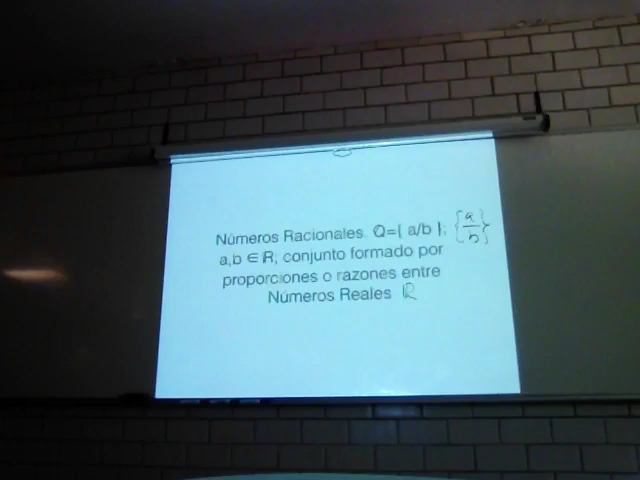 Números Racionales Q={ a/b }; {a/b}
a,b ∈ R; conjunto formado por
proporciones o razones entre
Números Reales ℝ